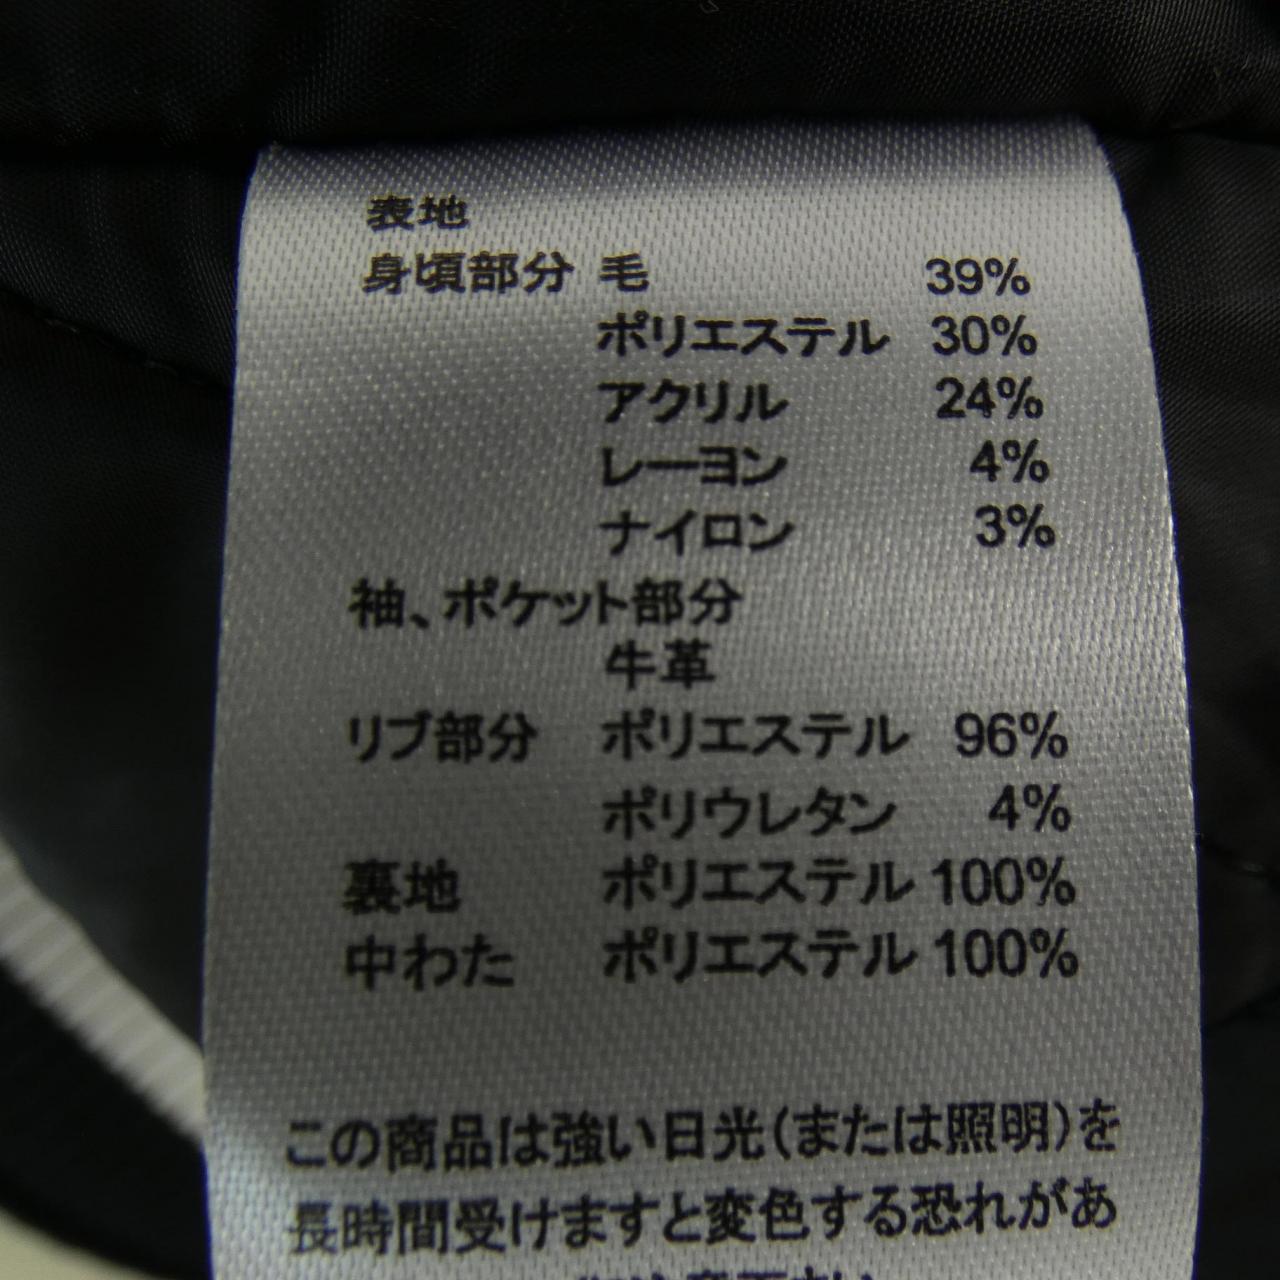 表地
身頃部分 毛 39%
ポリエステル 30%
アクリル 24%
レーヨン 4%
ナイロン 3%
袖、ポケット部分
牛革
リブ部分 ポリエステル 96%
ポリウレタン 4%
裏地 ポリエステル 100%
中わた ポリエステル 100%
この商品は強い日光(または照明)を
長時間受けますと変色する恐れがあ